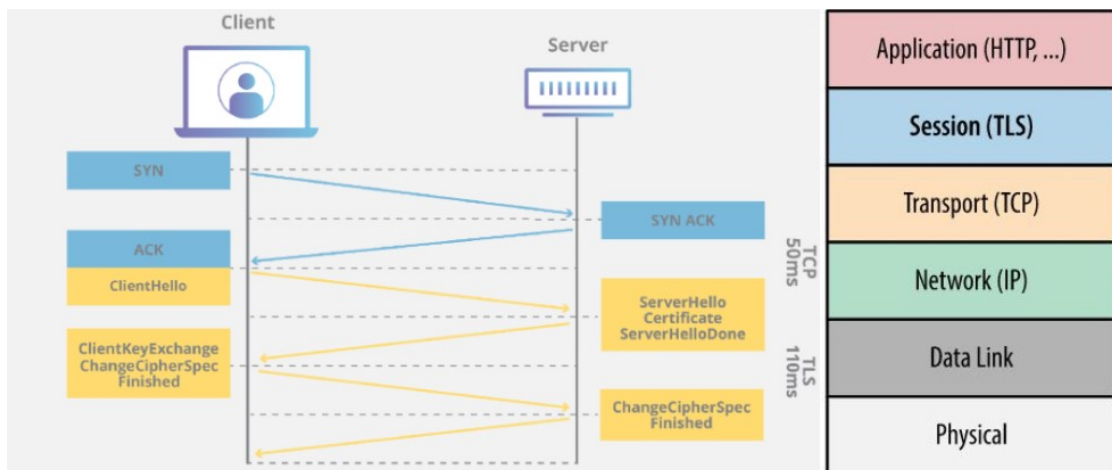 Client
Server
SYN
SYN ACK
ACK
ClientHello
ServerHello
Certificate
ServerHelloDone
ClientKeyExchange
ChangeCipherSpec
Finished
ChangeCipherSpec
Finished
TCP
50ms
TLS
110ms
Application (HTTP, ...)
Session (TLS)
Transport (TCP)
Network (IP)
Data Link
Physical